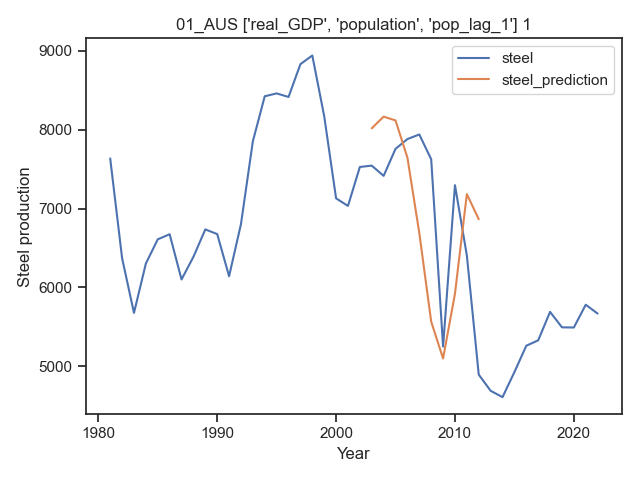 01_AUS ['real_GDP', 'population', 'pop_lag_1'] 1
steel
steel_prediction
9000
8000
7000
6000
5000
Steel production
1980
1990
2000
2010
2020
Year